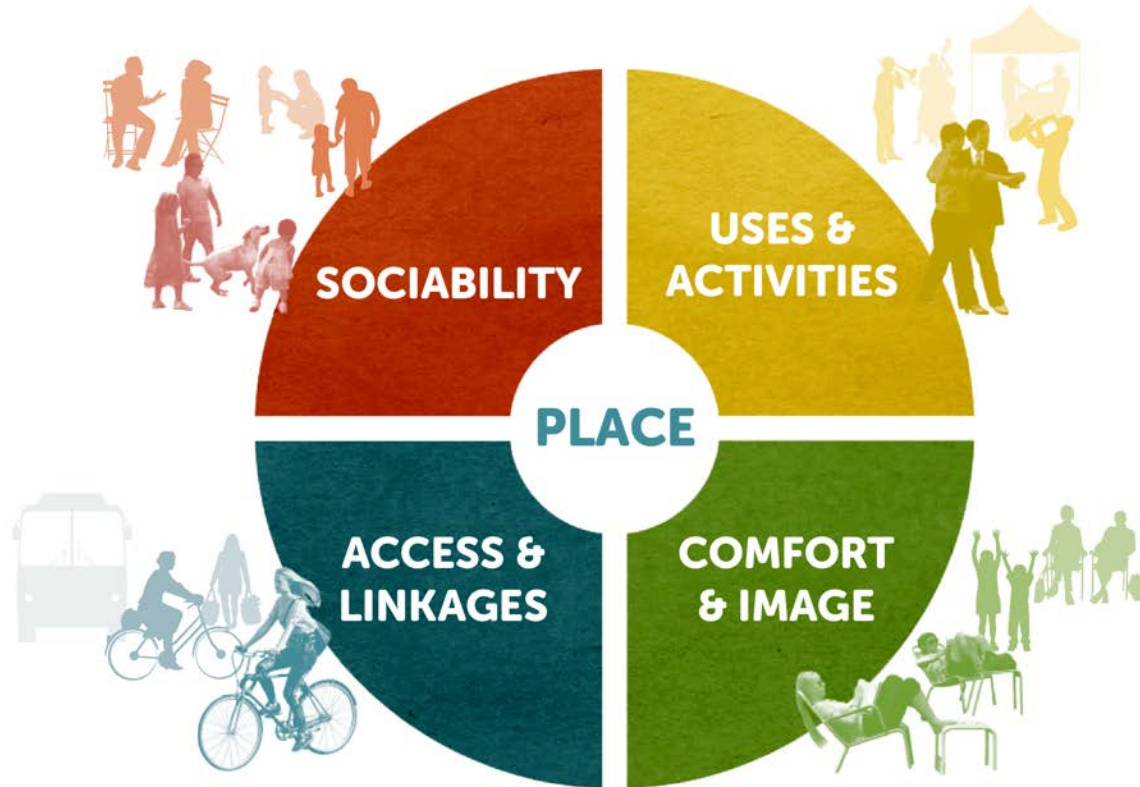 SOCIABILITY
USES &
ACTIVITIES
PLACE
ACCESS &
LINKAGES
COMFORT
& IMAGE